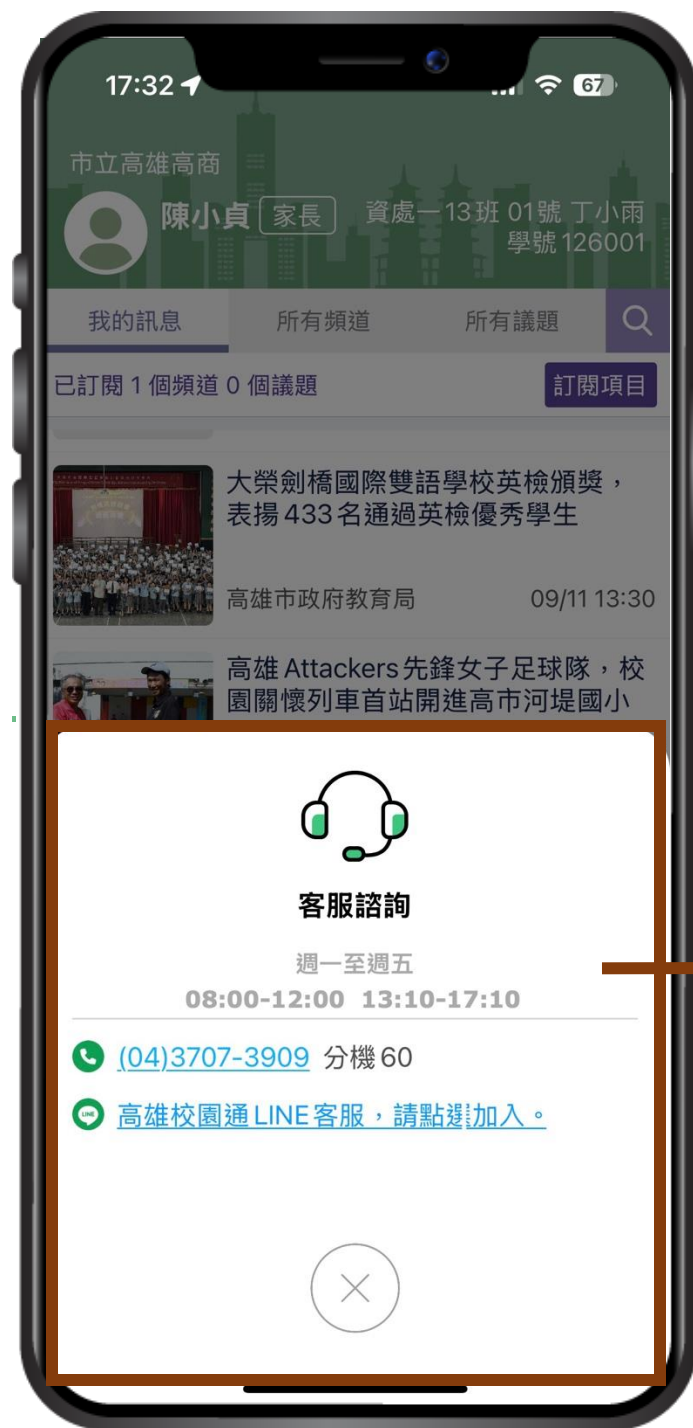 17:32
67
市立高雄高商
陳小貞 家長 資處一13班 01號 丁小雨
學號 126001
我的訊息 所有頻道 所有議題
已訂閱 1 個頻道 0 個議題 訂閱項目
大榮劍橋國際雙語學校英檢頒獎，
表揚 433 名通過英檢優秀學生
高雄市政府教育局 09/11 13:30
高雄 Attackers 先鋒女子足球隊，校
園關懷列車首站開進高市河堤國小
客服諮詢
週一至週五
08:00-12:00 13:10-17:10
(04)3707-3909 分機 60
LINE
高雄校園通 LINE 客服，請點選加入。